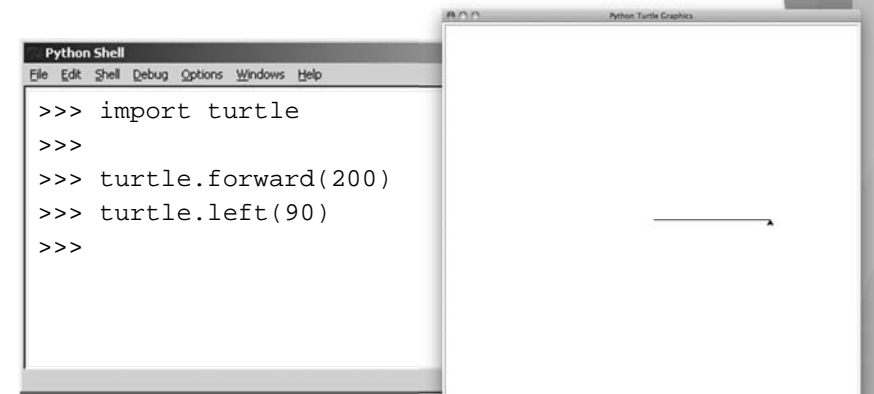 Python Turtle Graphics
Python Shell
File Edit Shell Debug Options Windows Help
>>> import turtle
>>>
>>> turtle.forward(200)
>>> turtle.left(90)
>>>